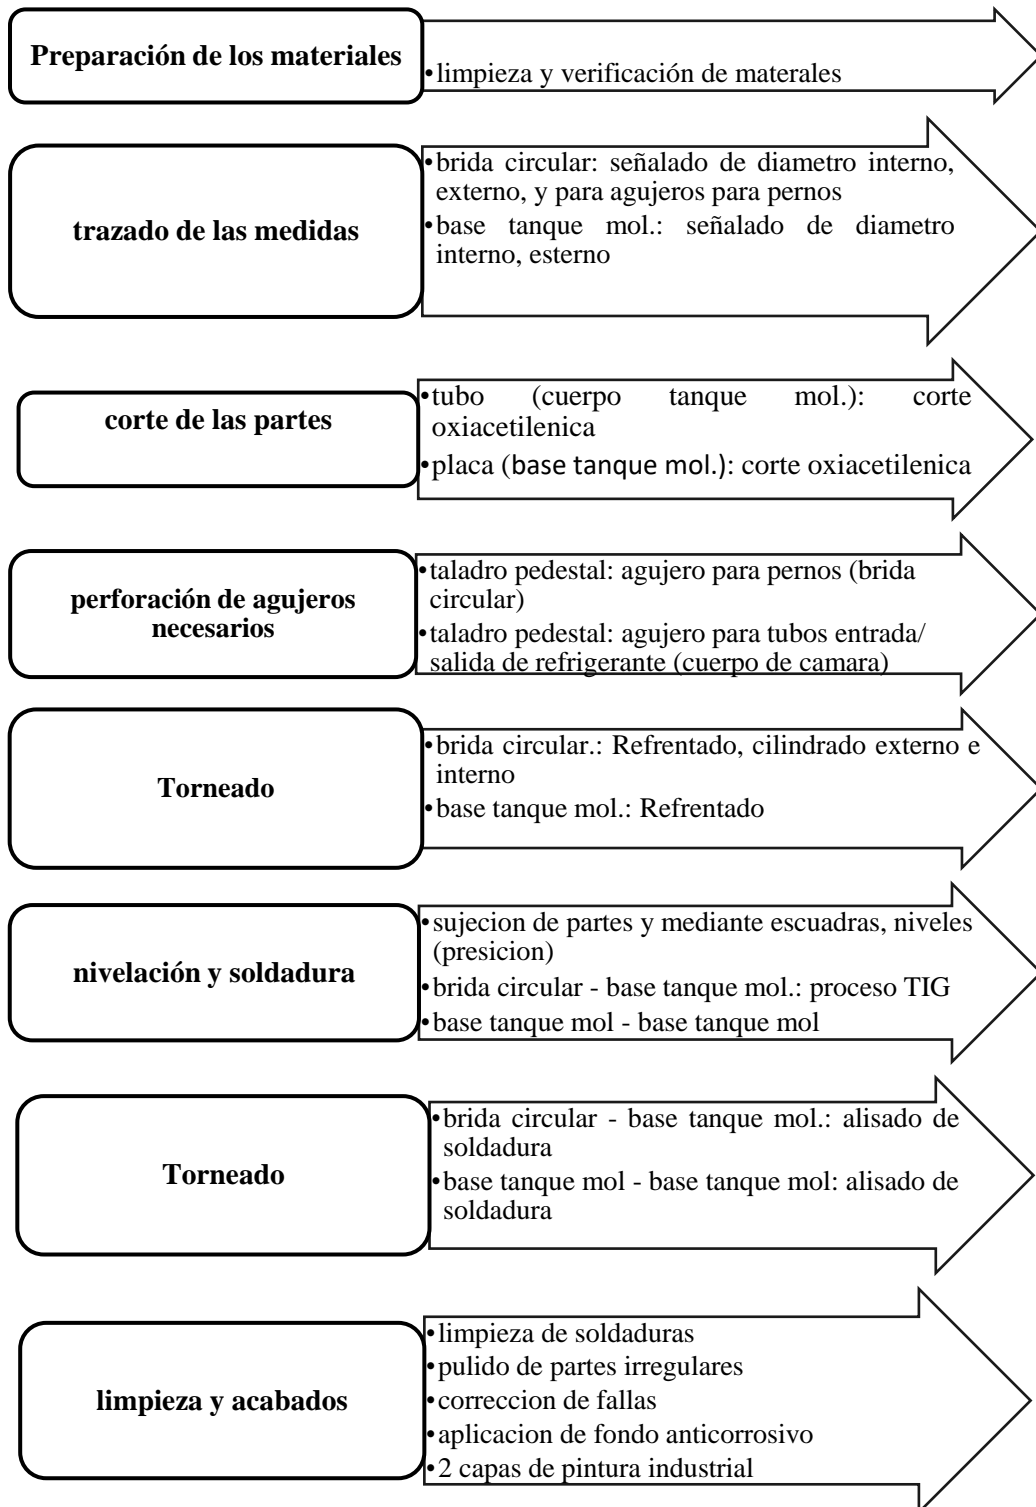 Preparación de los materiales
•limpieza y verificación de materales
trazado de las medidas
•brida circular: señalado de diametro interno,
externo, y para agujeros para pernos
•base tanque mol.: señalado de diametro
interno, esterno
corte de las partes
•tubo (cuerpo tanque mol.): corte
oxiacetilenica
•placa (base tanque mol.): corte oxiacetilenica
perforación de agujeros
necesarios
•taladro pedestal: agujero para pernos (brida
circular)
•taladro pedestal: agujero para tubos entrada/
salida de refrigerante (cuerpo de camara)
Torneado
•brida circular.: Refrentado, cilindrado externo e
interno
•base tanque mol.: Refrentado
nivelación y soldadura
•sujecion de partes y mediante escuadras, niveles
(presicion)
•brida circular - base tanque mol.: proceso TIG
•base tanque mol - base tanque mol
Torneado
•brida circular - base tanque mol.: alisado de
soldadura
•base tanque mol - base tanque mol: alisado de
soldadura
limpieza y acabados
•limpieza de soldaduras
•pulido de partes irregulares
•correccion de fallas
•aplicacion de fondo anticorrosivo
•2 capas de pintura industrial